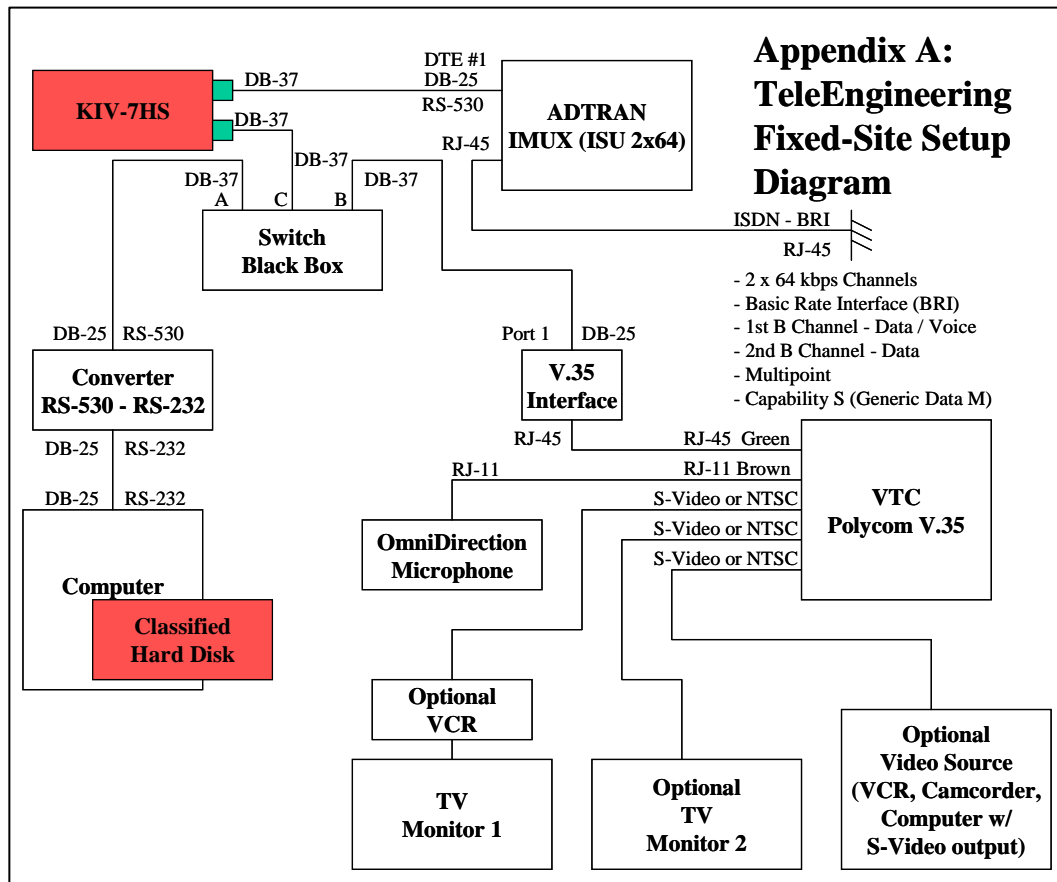 Appendix A:
TeleEngineering
Fixed-Site Setup
Diagram
KIV-7HS
DB-37
DB-37
DTE #1
DB-25
RS-530
RJ-45
ADTRAN
IMUX (ISU 2x64)
DB-37
DB-37
DB-37
A
C
B
Switch
Black Box
ISDN - BRI
RJ-45
- 2 x 64 kbps Channels
- Basic Rate Interface (BRI)
- 1st B Channel - Data / Voice
- 2nd B Channel - Data
- Multipoint
- Capability S (Generic Data M)
DB-25 RS-530
Converter
RS-530 - RS-232
DB-25 RS-232
DB-25 RS-232
Computer
Classified
Hard Disk
Port 1 DB-25
V.35
Interface
RJ-45
RJ-45 Green
RJ-11
RJ-11 Brown
S-Video or NTSC
S-Video or NTSC
S-Video or NTSC
VTC
Polycom V.35
OmniDirection
Microphone
Optional
VCR
TV
Monitor 1
Optional
TV
Monitor 2
Optional
Video Source
(VCR, Camcorder,
Computer w/
S-Video output)